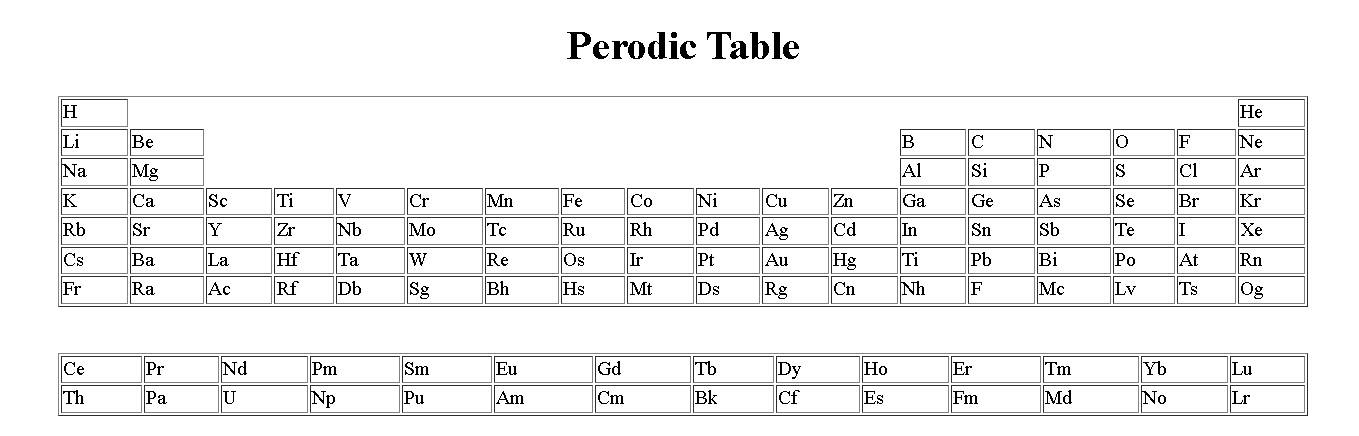 Perodic Table
H He
Li Be B C N O F Ne
Na Mg Al Si P S Cl Ar
K Ca Sc Ti V Cr Mn Fe Co Ni Cu Zn Ga Ge As Se Br Kr
Rb Sr Y Zr Nb Mo Tc Ru Rh Pd Ag Cd In Sn Sb Te I Xe
Cs Ba La Hf Ta W Re Os Ir Pt Au Hg Ti Pb Bi Po At Rn
Fr Ra Ac Rf Db Sg Bh Hs Mt Ds Rg Cn Nh F Mc Lv Ts Og
Ce Pr Nd Pm Sm Eu Gd Tb Dy Ho Er Tm Yb Lu
Th Pa U Np Pu Am Cm Bk Cf Es Fm Md No Lr